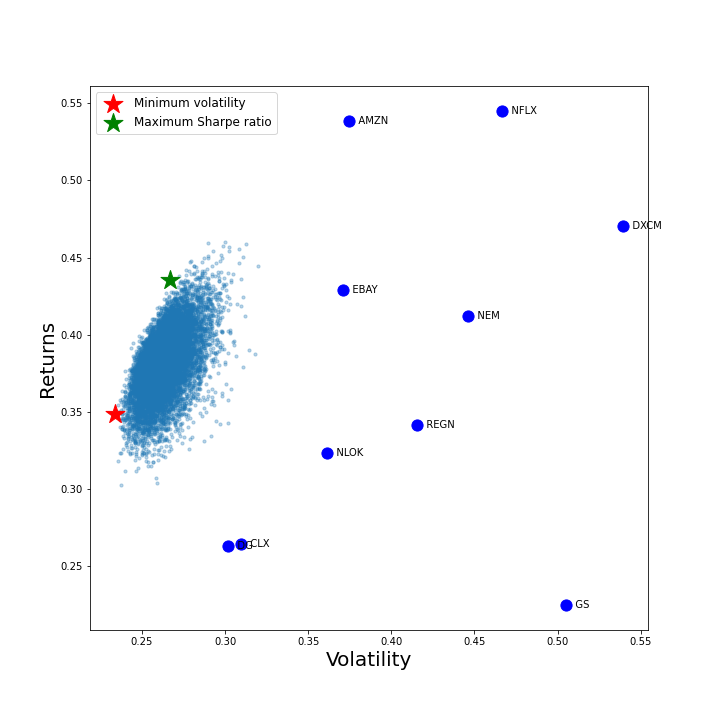 Minimum volatility
Maximum Sharpe ratio
0.55
0.50
0.45
0.40
0.35
0.30
0.25
Returns
AMZN
NFLX
DXCM
EBAY
NEM
REGN
NLOK
CLX
GS
0.25
0.30
0.35
0.40
0.45
0.50
0.55
Volatility